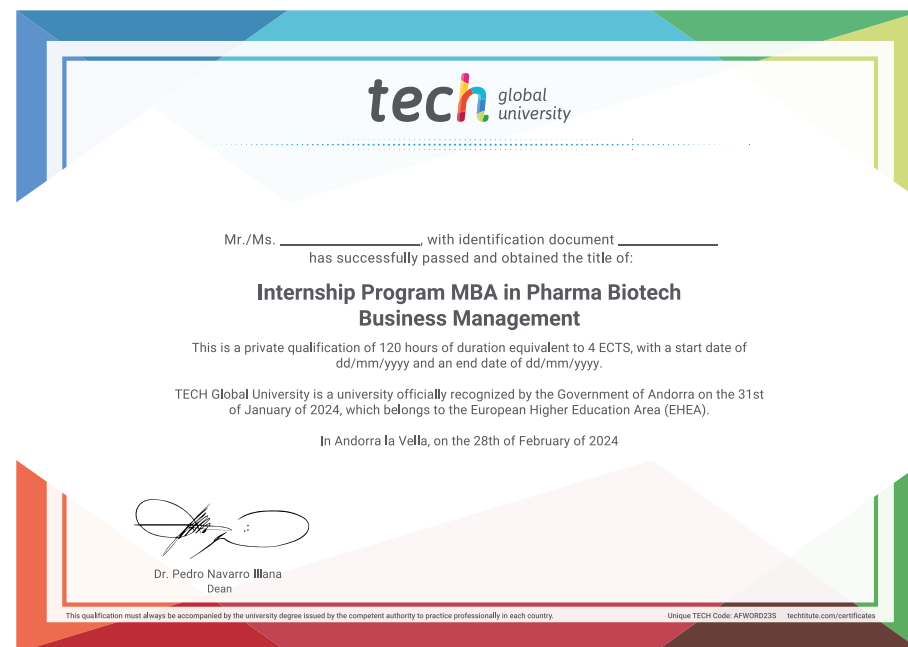 tech global university
Mr./Ms. ____________________, with identification document ______________
has successfully passed and obtained the title of:
Internship Program MBA in Pharma Biotech
Business Management
This is a private qualification of 120 hours of duration equivalent to 4 ECTS, with a start date of
dd/mm/yyyy and an end date of dd/mm/yyyy.
TECH Global University is a university officially recognized by the Government of Andorra on the 31st
of January of 2024, which belongs to the European Higher Education Area (EHEA).
In Andorra la Vella, on the 28th of February of 2024
Dr. Pedro Navarro Illana
Dean
This qualification must always be accompanied by the university degree issued by the competent authority to practice professionally in each country.
Unique TECH Code: AFWORD23S techtitute.com/certificates